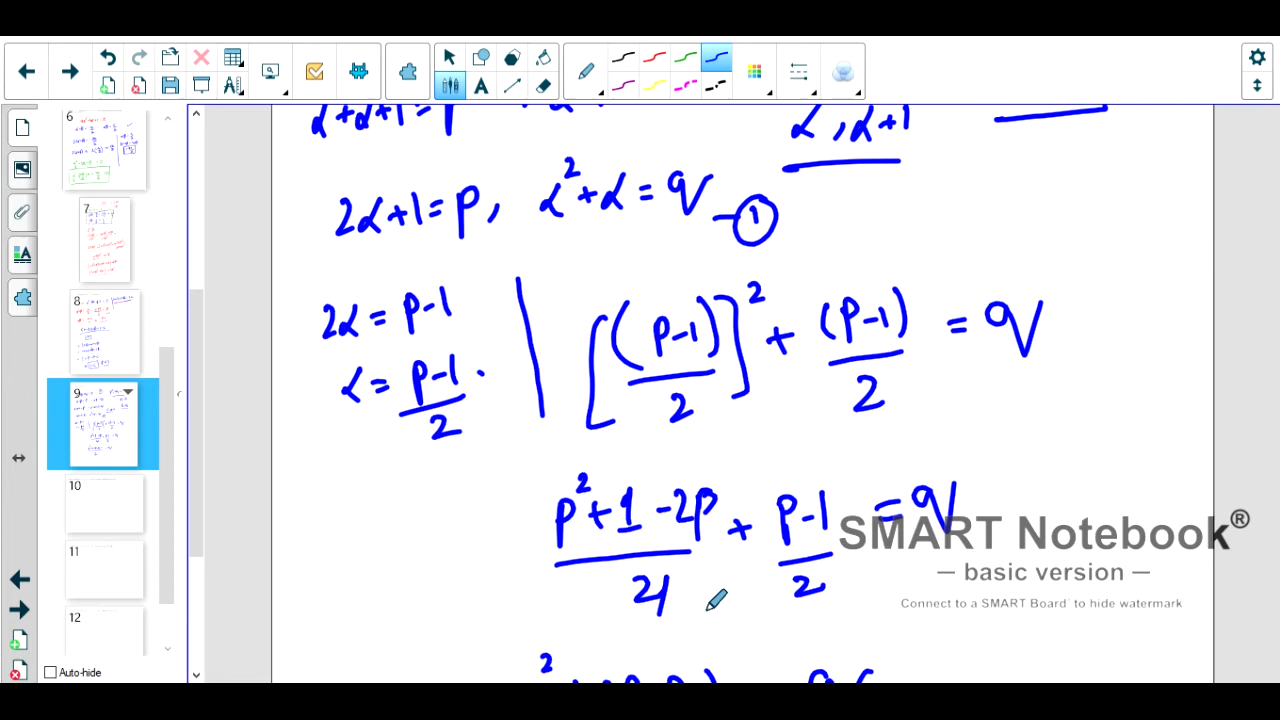 α+α+1=p
α, α+1
2α+1=p, α²+α=q —①
2α = p-1
[(p-1)/2]² + (p-1)/2 = q
α = p-1/2 .
p²+1-2p/4 + p-1/2 = q
SMART Notebook®
— basic version —
Connect to a SMART Board® to hide watermark
6
7
8
9
10
11
12
Auto-hide